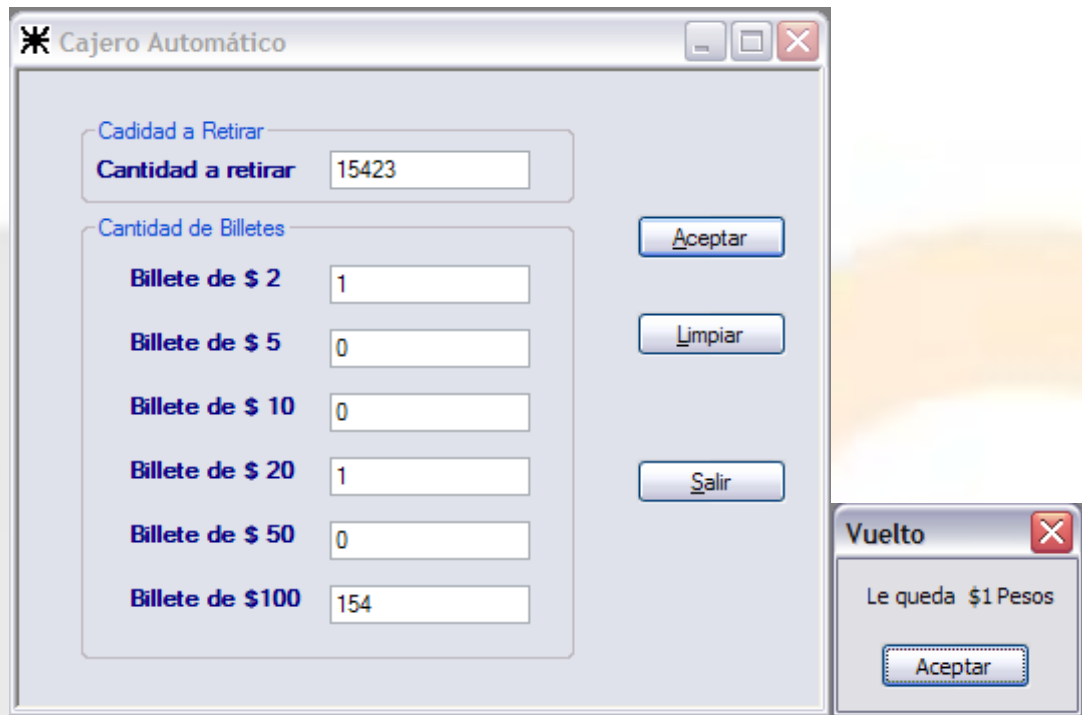 Cajero Automático
Cadidad a Retirar
Cantidad a retirar 15423
Cantidad de Billetes
Aceptar
Billete de $ 2 1
Billete de $ 5 0
Limpiar
Billete de $ 10 0
Billete de $ 20 1
Salir
Billete de $ 50 0
Billete de $100 154
Vuelto
Le queda $1 Pesos
Aceptar